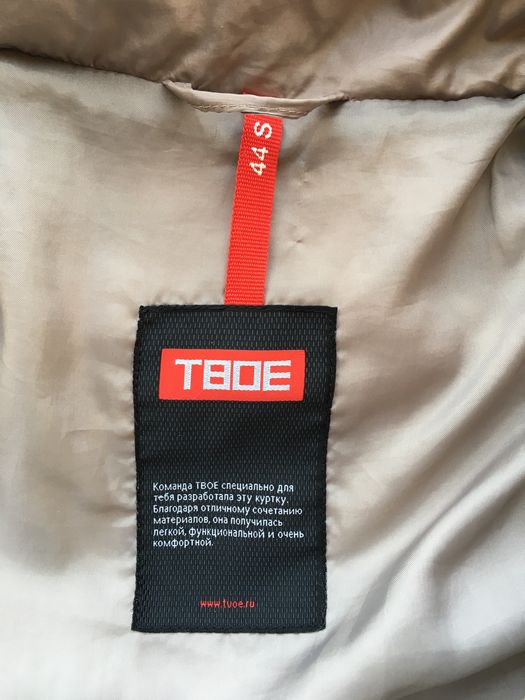 44 S
ТВОЕ
Команда ТВОЕ специально для
тебя разработала эту куртку.
Благодаря отличному сочетанию
материалов, она получилась
легкой, функциональной и очень
комфортной.
www.tvoe.ru